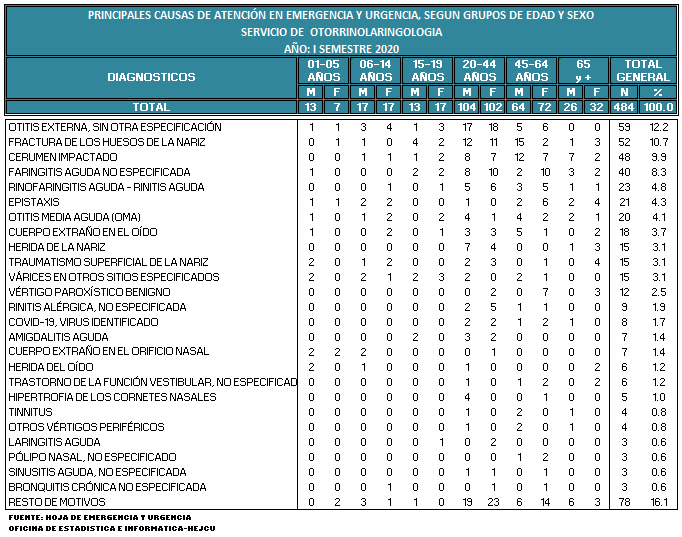 PRINCIPALES CAUSAS DE ATENCIÓN EN EMERGENCIA Y URGENCIA, SEGUN GRUPOS DE EDAD Y SEXO
SERVICIO DE OTORRINOLARINGOLOGIA
AÑO: I SEMESTRE 2020
DIAGNOSTICOS 01-05 AÑOS 06-14 AÑOS 15-19 AÑOS 20-44 AÑOS 45-64 AÑOS 65 y + TOTAL GENERAL
M F M F M F M F M F M F N %
TOTAL 13 7 17 17 13 17 104 102 64 72 26 32 484 100.0
OTITIS EXTERNA, SIN OTRA ESPECIFICACIÓN 1 1 3 4 1 3 17 18 5 6 0 0 59 12.2
FRACTURA DE LOS HUESOS DE LA NARIZ 0 1 1 0 4 2 12 11 15 2 1 3 52 10.7
CERUMEN IMPACTADO 0 0 1 1 1 2 8 7 12 7 7 2 48 9.9
FARINGITIS AGUDA NO ESPECIFICADA 1 0 0 0 2 2 8 10 2 10 3 2 40 8.3
RINOFARINGITIS AGUDA - RINITIS AGUDA 0 0 0 1 0 1 5 6 3 5 1 1 23 4.8
EPISTAXIS 1 1 2 2 0 0 1 0 2 6 2 4 21 4.3
OTITIS MEDIA AGUDA (OMA) 1 0 1 2 0 2 4 1 4 2 2 1 20 4.1
CUERPO EXTRAÑO EN EL OÍDO 1 0 0 2 0 1 3 3 5 1 0 2 18 3.7
HERIDA DE LA NARIZ 0 0 0 0 0 0 7 4 0 0 1 3 15 3.1
TRAUMATISMO SUPERFICIAL DE LA NARIZ 2 0 1 2 0 0 2 3 0 1 0 4 15 3.1
VÁRICES EN OTROS SITIOS ESPECIFICADOS 2 0 2 1 2 3 2 0 1 2 0 0 15 3.1
VÉRTIGO PAROXÍSTICO BENIGNO 0 0 0 0 0 0 0 2 0 7 0 3 12 2.5
RINITIS ALÉRGICA, NO ESPECIFICADA 0 0 0 0 0 0 2 5 1 1 0 0 9 1.9
COVID-19, VIRUS IDENTIFICADO 0 0 0 0 0 0 2 2 1 2 1 0 8 1.7
AMIGDALITIS AGUDA 0 0 0 0 2 0 3 2 0 0 0 0 7 1.4
CUERPO EXTRAÑO EN EL ORIFICIO NASAL 2 2 2 0 0 0 1 0 0 0 0 0 7 1.4
HERIDA DEL OÍDO 2 0 1 0 0 0 1 0 0 0 0 2 6 1.2
TRASTORNO DE LA FUNCIÓN VESTIBULAR, NO ESPECIFICAD 0 0 0 0 0 0 0 1 1 2 0 2 6 1.2
HIPERTROFIA DE LOS CORNETES NASALES 0 0 0 0 0 0 4 0 0 1 0 0 5 1.0
TINNITUS 0 0 0 0 0 0 1 0 2 0 1 0 4 0.8
OTROS VÉRTIGOS PERIFÉRICOS 0 0 0 0 0 0 1 0 2 0 1 0 4 0.8
LARINGITIS AGUDA 0 0 0 0 0 1 0 2 0 0 0 0 3 0.6
PÓLIPO NASAL, NO ESPECIFICADO 0 0 0 0 0 0 0 0 1 2 0 0 3 0.6
SINUSITIS AGUDA, NO ESPECIFICADA 0 0 0 0 0 0 1 1 0 1 0 0 3 0.6
BRONQUITIS CRÓNICA NO ESPECIFICADA 0 0 0 1 0 0 0 1 1 0 0 0 3 0.6
RESTO DE MOTIVOS 0 2 3 1 1 0 19 23 6 14 6 3 78 16.1
FUENTE: HOJA DE EMERGENCIA Y URGENCIA
OFICINA DE ESTADISTICA E INFORMATICA-HEJCU